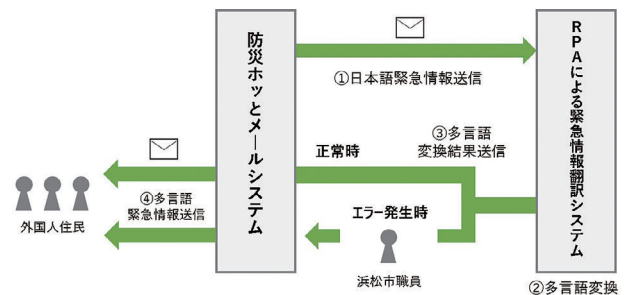 防災ホッとメールシステム
RPAによる緊急情報翻訳システム
①日本語緊急情報送信
③多言語
変換結果送信
正常時
④多言語
緊急情報送信
エラー発生時
外国人住民
浜松市職員
②多言語変換